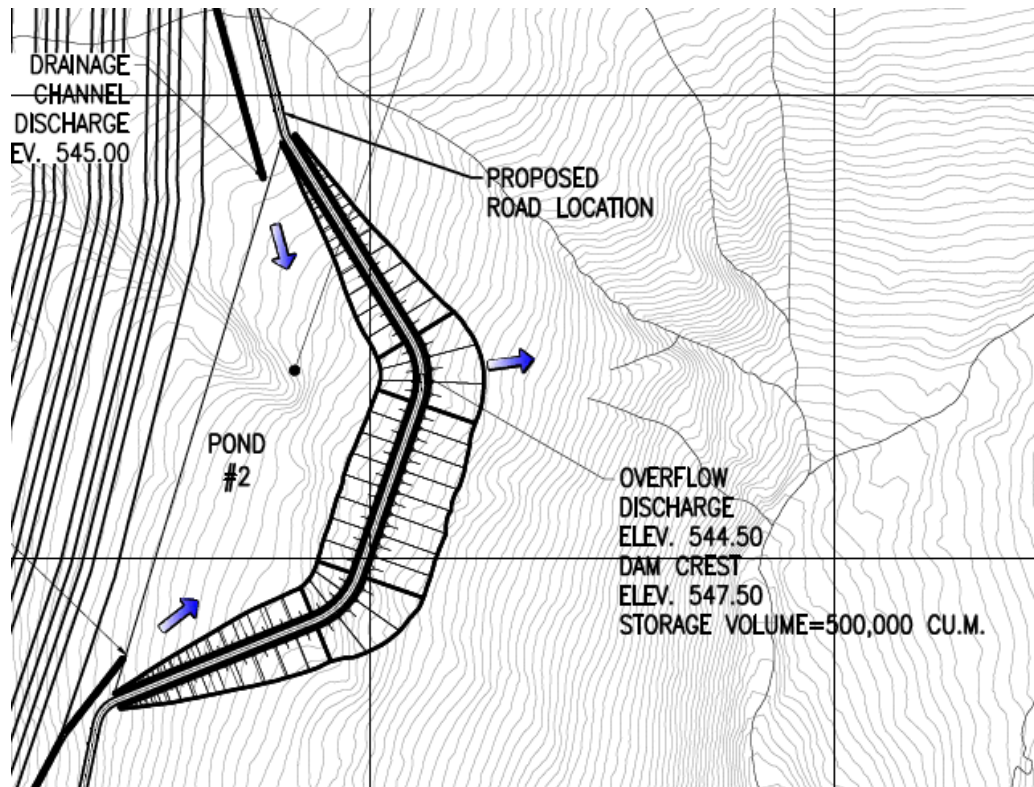 DRAINAGE
CHANNEL
DISCHARGE
EV. 545.00
PROPOSED
ROAD LOCATION
POND
#2
OVERFLOW
DISCHARGE
ELEV. 544.50
DAM CREST
ELEV. 547.50
STORAGE VOLUME=500,000 CU.M.